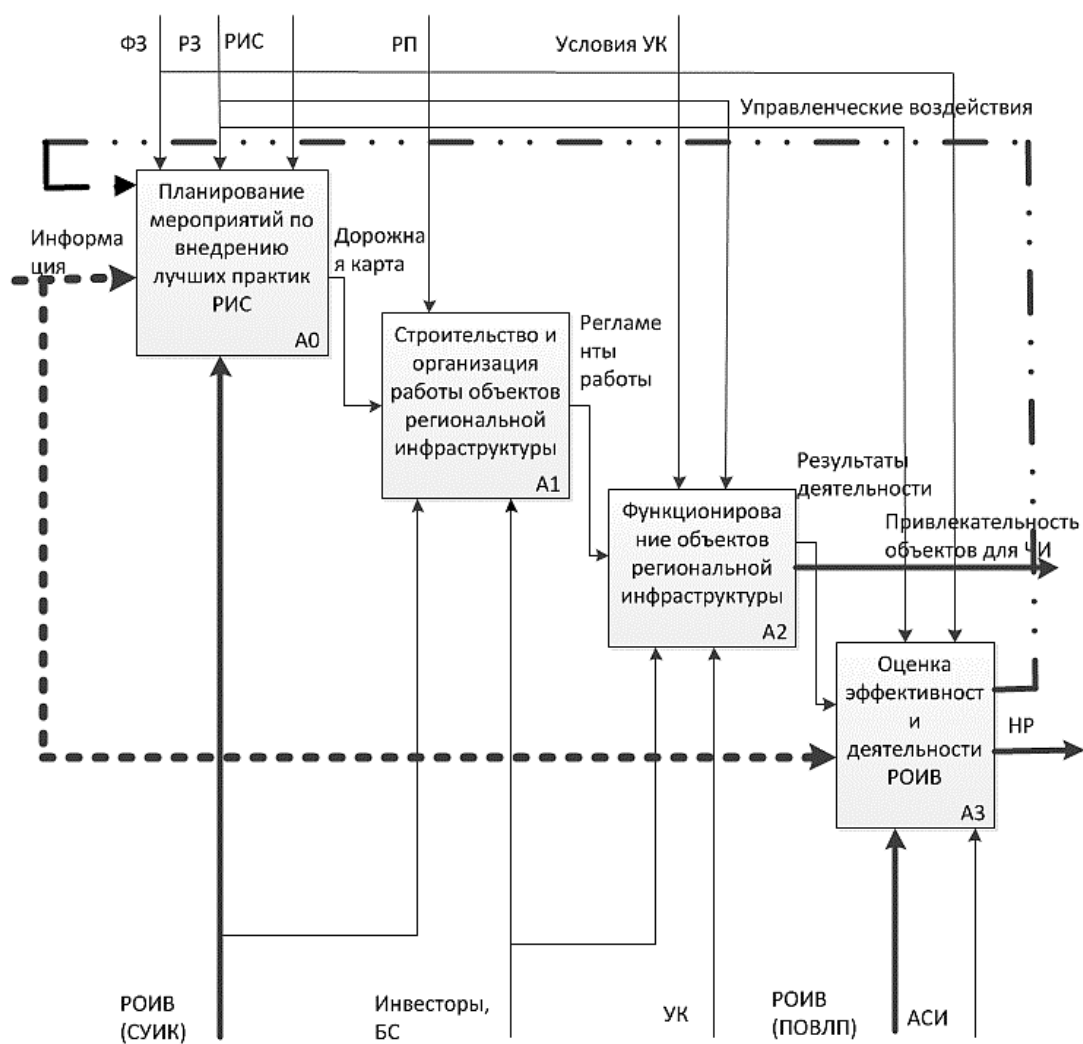 ФЗ
РЗ
РИС
РП
Условия УК
Управленческие воздействия
Информа
ция
Планирование
мероприятий по
внедрению
лучших практик
РИС
А0
Дорожна
я карта
Строительство и
организация
работы объектов
региональной
инфраструктуры
А1
Регламе
нты
работы
Функционирова
ние объектов
региональной
инфраструктуры
А2
Результаты
деятельности
Привлекательность
объектов для ЧИ
Оценка
эффективност
и
деятельности
РОИВ
А3
НР
РОИВ
(СУИК)
Инвесторы,
БС
УК
РОИВ
(ПОВЛП)
АСИ